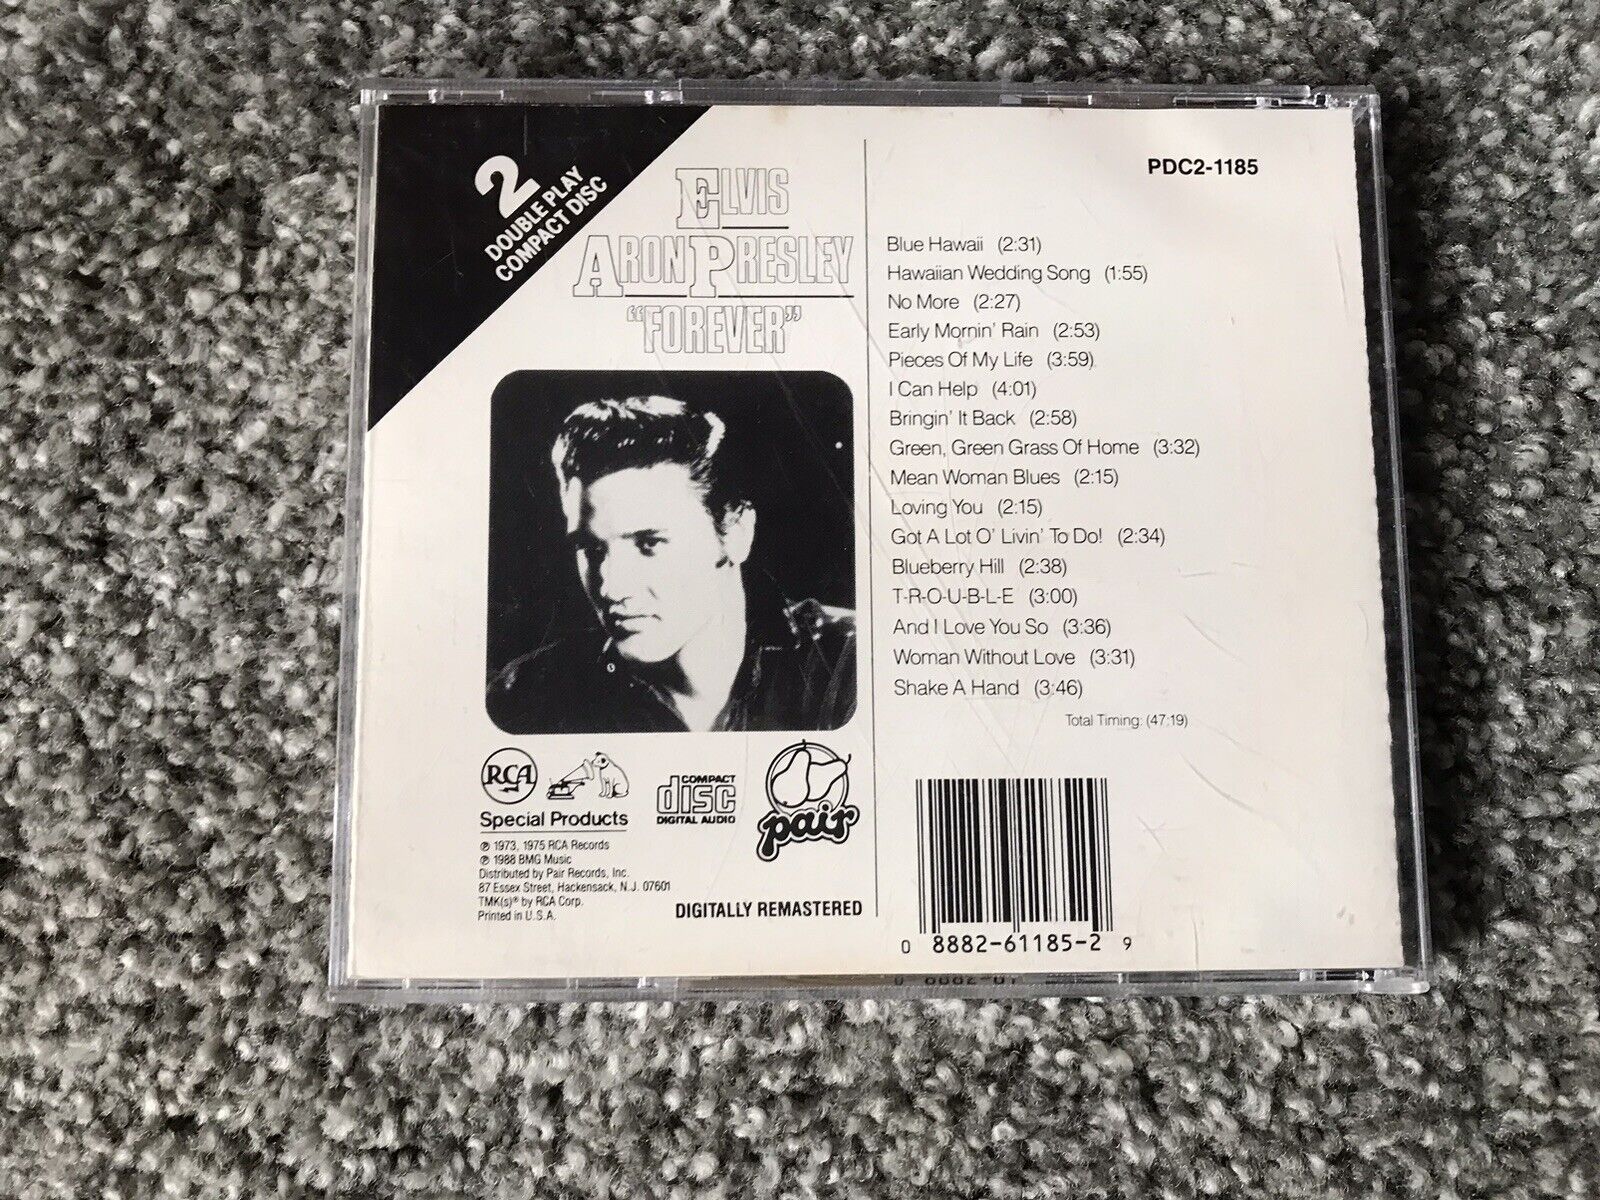 2
DOUBLE PLAY
COMPACT DISC
ELVIS
ARON PRESLEY
"FOREVER"
RCA
Special Products
COMPACT
disc
DIGITAL AUDIO
pair
℗ 1973, 1975 RCA Records
℗ 1988 BMG Music
Distributed by Pair Records, Inc.
87 Essex Street, Hackensack, N.J. 07601
TMK(s)® by RCA Corp.
Printed in U.S.A.
DIGITALLY REMASTERED
PDC2-1185
Blue Hawaii (2:31)
Hawaiian Wedding Song (1:55)
No More (2:27)
Early Mornin' Rain (2:53)
Pieces Of My Life (3:59)
I Can Help (4:01)
Bringin' It Back (2:58)
Green, Green Grass Of Home (3:32)
Mean Woman Blues (2:15)
Loving You (2:15)
Got A Lot O' Livin' To Do! (2:34)
Blueberry Hill (2:38)
T-R-O-U-B-L-E (3:00)
And I Love You So (3:36)
Woman Without Love (3:31)
Shake A Hand (3:46)
Total Timing: (47:19)
0 8882-61185-2 9